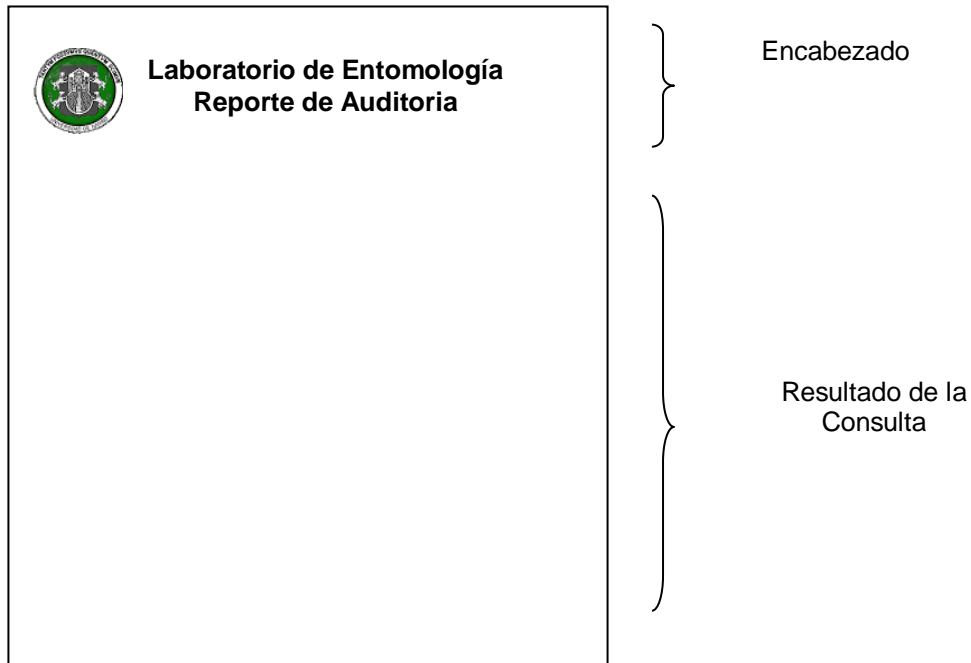 Laboratorio de Entomología
Reporte de Auditoria
Encabezado
Resultado de la
Consulta